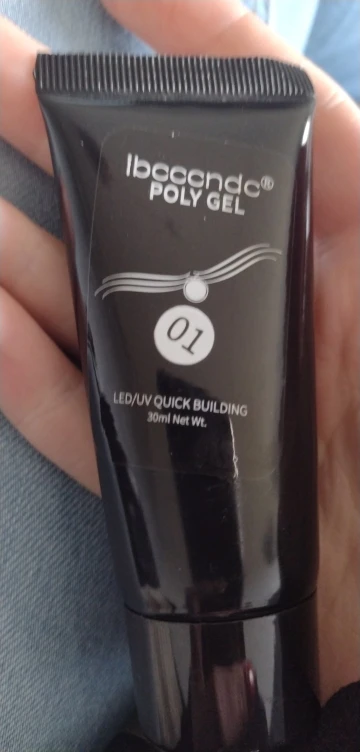 Ibcccndc®
POLY GEL
01
LED/UV QUICK BUILDING
30ml Net Wt.